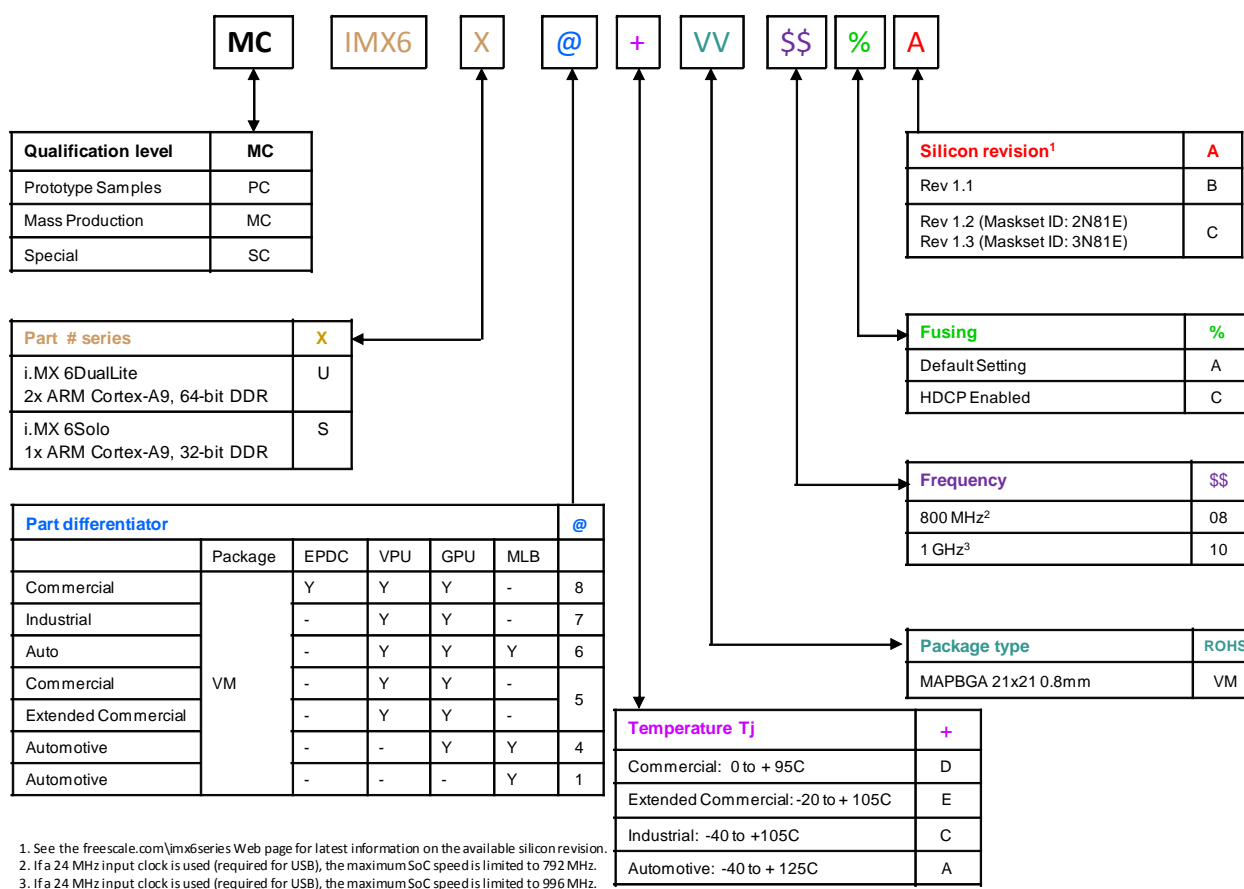 MC IMX6 X @ + VV $$ % A
Qualification level MC
Prototype Samples PC
Mass Production MC
Special SC
Silicon revision1 A
Rev 1.1 B
Rev 1.2 (Maskset ID: 2N81E)
Rev 1.3 (Maskset ID: 3N81E) C
Part # series X
i.MX 6DualLite U
2x ARM Cortex-A9, 64-bit DDR
i.MX 6Solo S
1x ARM Cortex-A9, 32-bit DDR
Fusing %
Default Setting A
HDCP Enabled C
Frequency $$
800 MHz2 08
1 GHz3 10
Part differentiator @
Package EPDC VPU GPU MLB
Commercial Y Y Y - 8
Industrial - Y Y - 7
Auto - Y Y Y 6
Commercial VM - Y Y - 5
Extended Commercial - Y Y -
Automotive - - Y Y 4
Automotive - - - Y 1
Package type ROHS
MAPBGA 21x21 0.8mm VM
Temperature Tj +
Commercial: 0 to + 95C D
Extended Commercial: -20 to + 105C E
Industrial: -40 to +105C C
Automotive: -40 to + 125C A
1. See the freescale.com\imx6series Web page for latest information on the available silicon revision.
2. If a 24 MHz input clock is used (required for USB), the maximum SoC speed is limited to 792 MHz.
3. If a 24 MHz input clock is used (required for USB), the maximum SoC speed is limited to 996 MHz.